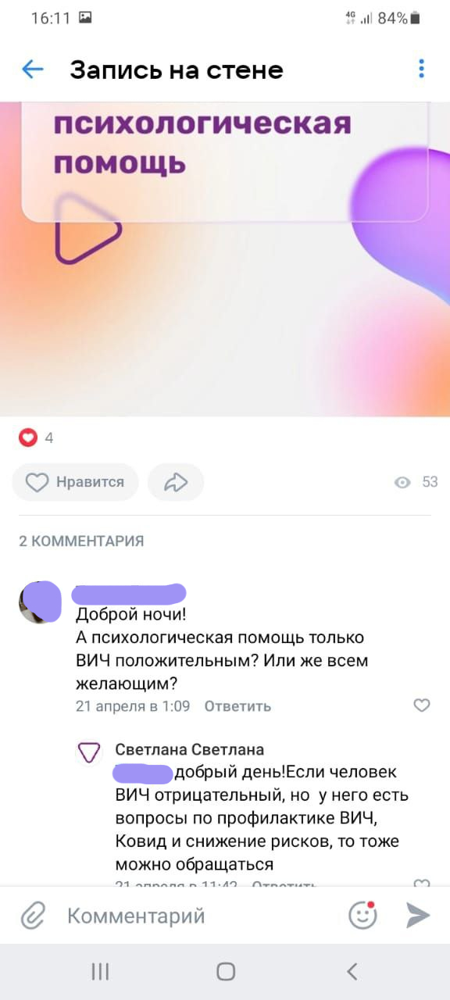 16:11
4G 84%
Запись на стене
психологическая
помощь
4
Нравится
53
2 КОММЕНТАРИЯ
Доброй ночи!
А психологическая помощь только
ВИЧ положительным? Или же всем
желающим?
21 апреля в 1:09 Ответить
Светлана Светлана
добрый день!Если человек
ВИЧ отрицательный, но у него есть
вопросы по профилактике ВИЧ,
Ковид и снижение рисков, то тоже
можно обращаться
21 апреля в 11:42 Ответить
Комментарий